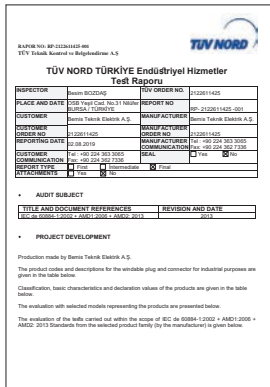 TUV NORD
RAPOR NO: RP-2122611425-001
TÜV Teknik Kontrol ve Belgelendirme A.Ş
TÜV NORD TÜRKİYE Endüstriyel Hizmetler
Test Raporu
INSPECTOR Besim BOZDAŞ TÜV ORDER NO. 2122611425
PLACE AND DATE OSB Yeşil Cad. No.31 Nilüfer BURSA / TÜRKİYE REPORT NO RP- 2122611425 -001
CUSTOMER Bemis Teknik Elektrik A.Ş. MANUFACTURER Bemis Teknik Elektrik A.Ş.
CUSTOMER ORDER NO 2122611425 MANUFACTURER ORDER NO 2122611425
REPORTİNG DATE 02.08.2019 MANUFACTURER COMMUNICATION Tel : +90 224 363 3065 Fax: +90 224 362 7336
CUSTOMER COMMUNICATION Tel : +90 224 363 3065 Fax: +90 224 362 7336 SEAL Yes No
REPORT TYPE First Intermediate Final
ATTACHMENTS Yes No
• AUDIT SUBJECT
TITLE AND DOCUMENT REFERENCES REVISION AND DATE
IEC de 60884-1:2002 + AMD1:2006 + AMD2: 2013 2013
• PROJECT DEVELOPMENT
Production made by Bemis Teknik Elektrik A.Ş.
The product codes and descriptions for the windable plug and connector for industrial purposes are
given in the table below.
Classification, basic characteristics and declaration values of the products are given in the table
below.
The evaluation with selected models representing the products are presented below.
The evaluation of the tests carried out within the scope of IEC de 60884-1:2002 + AMD1:2006 +
AMD2: 2013 Standards from the selected product family (by the manufacturer) is given below.